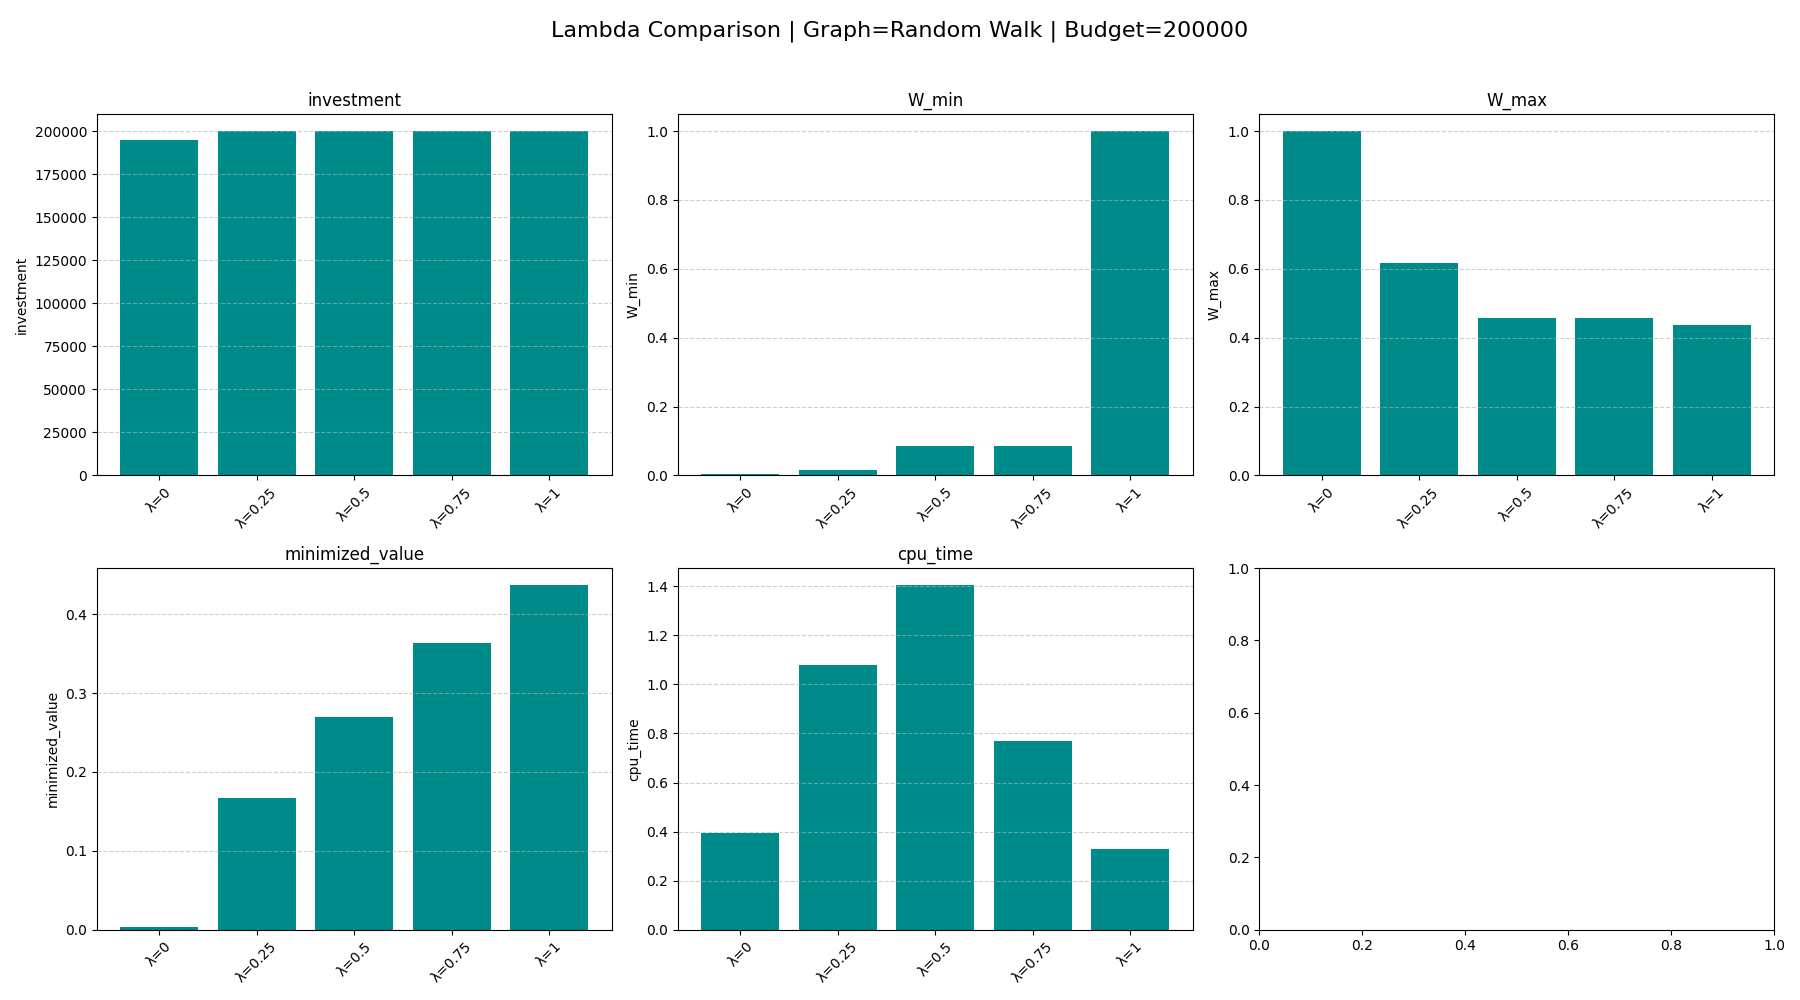 Lambda Comparison | Graph=Random Walk | Budget=200000
investment
investment
200000
175000
150000
125000
100000
75000
50000
25000
0
λ=0
λ=0.25
λ=0.5
λ=0.75
λ=1
W_min
W_min
1.0
0.8
0.6
0.4
0.2
0.0
λ=0
λ=0.25
λ=0.5
λ=0.75
λ=1
W_max
W_max
1.0
0.8
0.6
0.4
0.2
0.0
λ=0
λ=0.25
λ=0.5
λ=0.75
λ=1
minimized_value
minimized_value
0.4
0.3
0.2
0.1
0.0
λ=0
λ=0.25
λ=0.5
λ=0.75
λ=1
cpu_time
cpu_time
1.4
1.2
1.0
0.8
0.6
0.4
0.2
0.0
λ=0
λ=0.25
λ=0.5
λ=0.75
λ=1
1.0
0.8
0.6
0.4
0.2
0.0
0.0 0.2 0.4 0.6 0.8 1.0